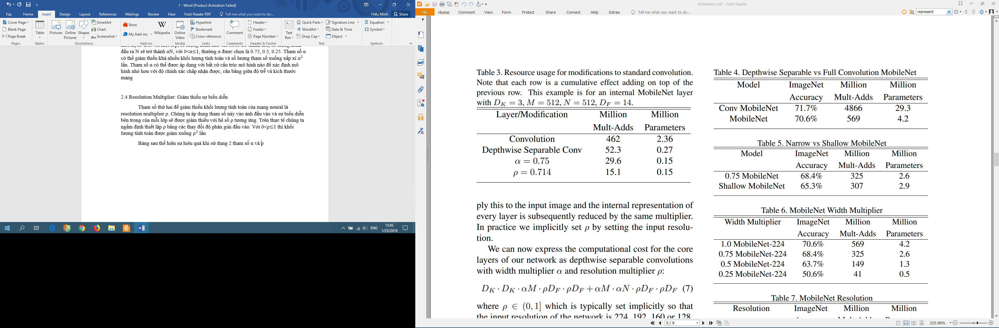 1 - Word (Product Activation Failed)
File Home Insert Design Layout References Mailings Review View Foxit Reader PDF Tell me what you want to do... Hiếu Minh Share
Cover Page
Blank Page
Page Break
Pages
Table
Tables
Pictures Online Pictures Shapes
SmartArt
Chart
Screenshot
Illustrations
Store
My Add-ins
W Wikipedia
Add-ins
Online Video
Media
Hyperlink
Bookmark
Cross-reference
Links
Comment
Comments
Header
Footer
Page Number
Header & Footer
A Text Box
Quick Parts
WordArt
Drop Cap
Signature Line
Date & Time
Object
Text
π Equation
Ω Symbol
Symbols
đầu ra N sẽ trở thành αN, với 0<α≤1, thường α được chọn là 0.75, 0.5, 0.25. Tham số α
có thể giảm thiểu khá nhiều khối lượng tính toán và số lượng tham số xuống xấp xỉ α²
lần. Tham số α có thể được áp dụng với bất cứ cấu trúc mô hình nào để xác định mô
hình nhỏ hơn với độ chính xác chấp nhận được, cân bằng giữa độ trễ và kích thước
mạng
2.4 Resolution Multiplier: Giảm thiểu sự biểu diễn
Tham số thứ hai để giảm thiểu khối lượng tính toán của mạng neural là
resolution multiplier ρ. Chúng ta áp dụng tham số này vào ảnh đầu vào và sự biểu diễn
bên trong của mỗi lớp sẽ được giảm thiểu với hệ số ρ tương ứng. Trên thực tế chúng ta
ngầm định thiết lập ρ bằng các thay đổi độ phân giải đầu vào. Với 0<ρ≤1 thì khối
lượng tính toán được giảm xuống ρ² lần
Bảng sau thể hiện sự hiệu quả khi sử dụng 2 tham số α và ρ
ENG
15:45
1/23/2019
MobileNets.pdf - Foxit Reader
File Home Comment View Form Protect Share Connect Help Extras Tell me what you want to do... represent
Table 3. Resource usage for modifications to standard convolution.
Note that each row is a cumulative effect adding on top of the
previous row. This example is for an internal MobileNet layer
with D_K = 3, M = 512, N = 512, D_F = 14.
Layer/Modification Million Million
Mult-Adds Parameters
Convolution 462 2.36
Depthwise Separable Conv 52.3 0.27
α = 0.75 29.6 0.15
ρ = 0.714 15.1 0.15
ply this to the input image and the internal representation of
every layer is subsequently reduced by the same multiplier.
In practice we implicitly set ρ by setting the input resolu-
tion.
We can now express the computational cost for the core
layers of our network as depthwise separable convolutions
with width multiplier α and resolution multiplier ρ:
D_K · D_K · αM · ρD_F · ρD_F + αM · αN · ρD_F · ρD_F (7)
where ρ ∈ (0, 1] which is typically set implicitly so that
the input resolution of the network is 224, 192, 160 or 128.
Table 4. Depthwise Separable vs Full Convolution MobileNet
Model ImageNet Million Million
Accuracy Mult-Adds Parameters
Conv MobileNet 71.7% 4866 29.3
MobileNet 70.6% 569 4.2
Table 5. Narrow vs Shallow MobileNet
Model ImageNet Million Million
Accuracy Mult-Adds Parameters
0.75 MobileNet 68.4% 325 2.6
Shallow MobileNet 65.3% 307 2.9
Table 6. MobileNet Width Multiplier
Width Multiplier ImageNet Million Million
Accuracy Mult-Adds Parameters
1.0 MobileNet-224 70.6% 569 4.2
0.75 MobileNet-224 68.4% 325 2.6
0.5 MobileNet-224 63.7% 149 1.3
0.25 MobileNet-224 50.6% 41 0.5
Table 7. MobileNet Resolution
Resolution ImageNet Million Million
5 / 9
225.98%